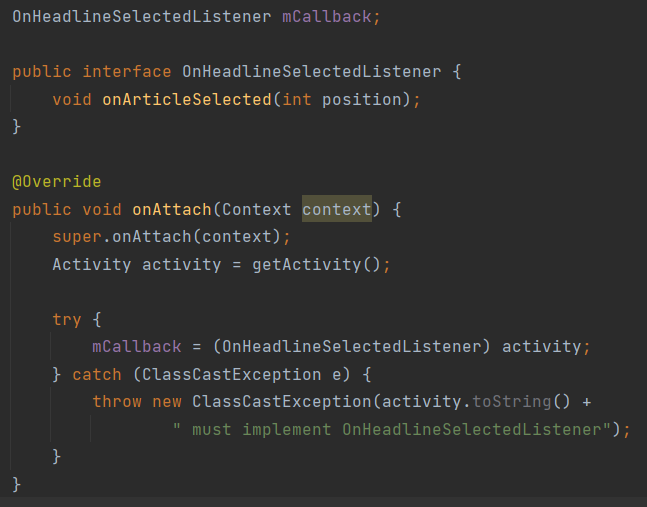 OnHeadlineSelectedListener mCallback;
public interface OnHeadlineSelectedListener {
void onArticleSelected(int position);
}
@Override
public void onAttach(Context context) {
super.onAttach(context);
Activity activity = getActivity();
try {
mCallback = (OnHeadlineSelectedListener) activity;
} catch (ClassCastException e) {
throw new ClassCastException(activity.toString() +
" must implement OnHeadlineSelectedListener");
}
}